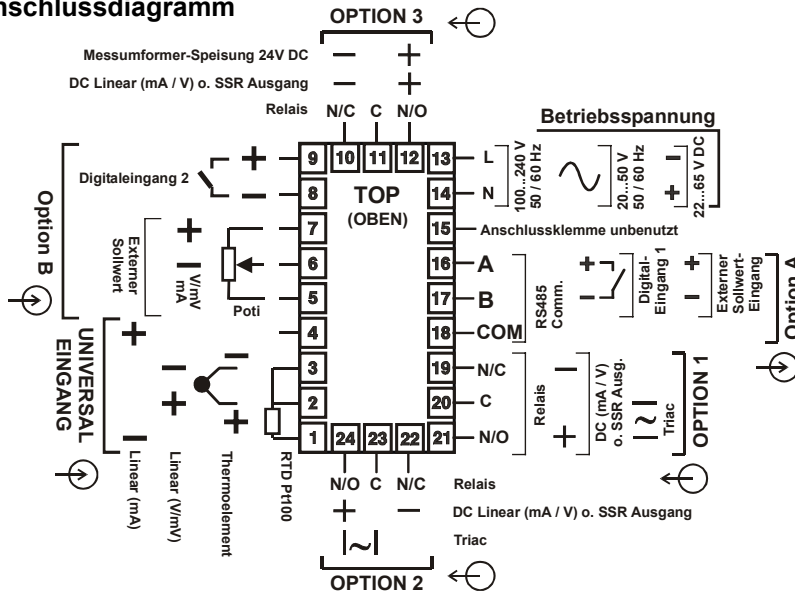 nschlussdiagramm
OPTION 3
Messumformer-Speisung 24V DC
DC Linear (mA / V) o. SSR Ausgang
Relais N/C C N/O
Betriebsspannung
9 10 11 12 13 L
8 14 N
7 15 Anschlussklemme unbenutzt
6 16 A
5 17 B
4 18 COM
3 19 N/C
2 20 C
1 24 23 22 21 N/O
TOP
(OBEN)
100...240 V
50 / 60 Hz
20...50 V
50 / 60 Hz
22...65 V DC
Digitaleingang 2
Option B
Externer
Sollwert
V/mV
mA
Poti
RS485
Comm.
Digital-
Eingang 1
Externer
Sollwert-
Eingang
Option A
UNIVERSAL
EINGANG
Linear (mA)
Linear (V/mV)
Thermoelement
RTD Pt100
Relais
DC (mA / V)
o. SSR Ausg.
Triac
OPTION 1
N/O C N/C Relais
DC Linear (mA / V) o. SSR Ausgang
Triac
OPTION 2